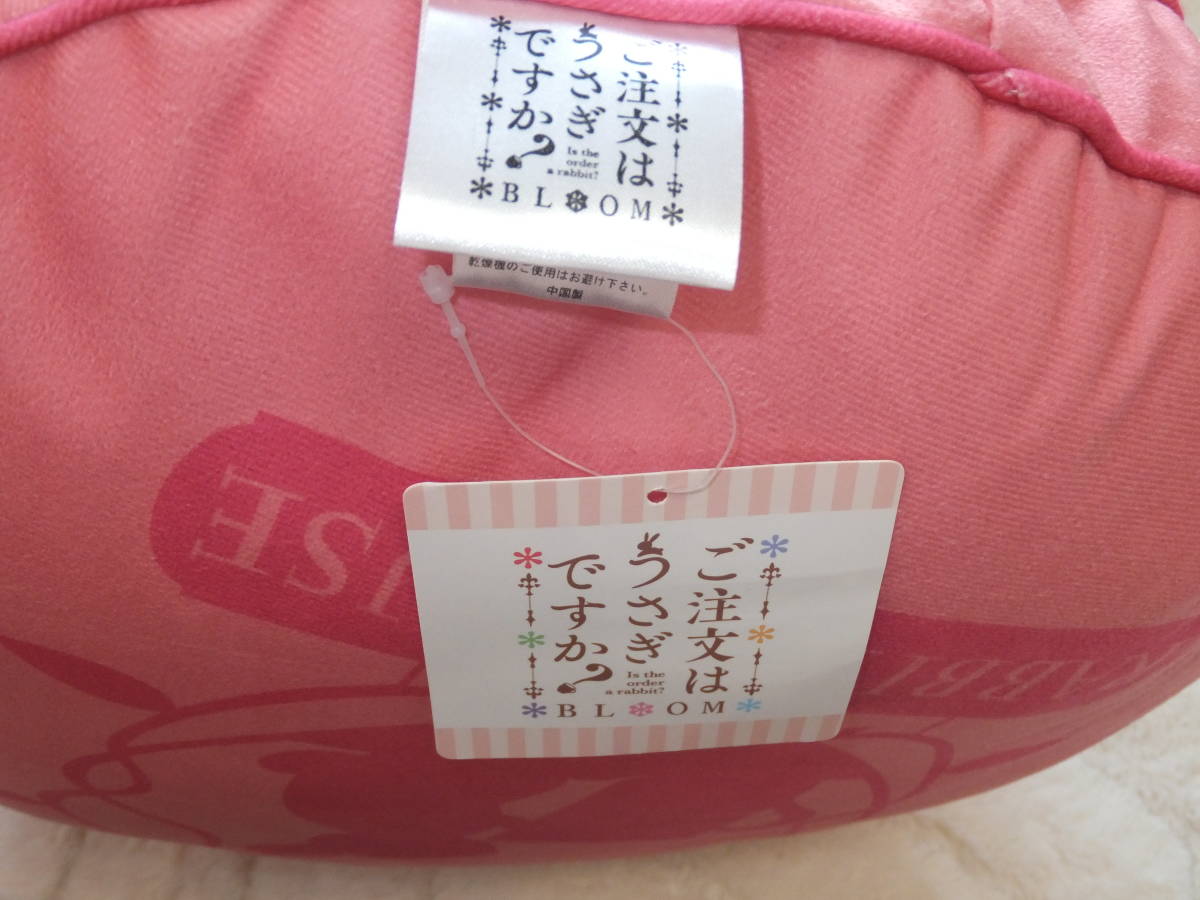 ご注文は
うさぎ
ですか?
Is the
order
a rabbit?
BLOOM
乾燥機のご使用はお避け下さい。
中国製
ご注文は
うさぎ
ですか?
Is the
order
a rabbit?
BLOOM